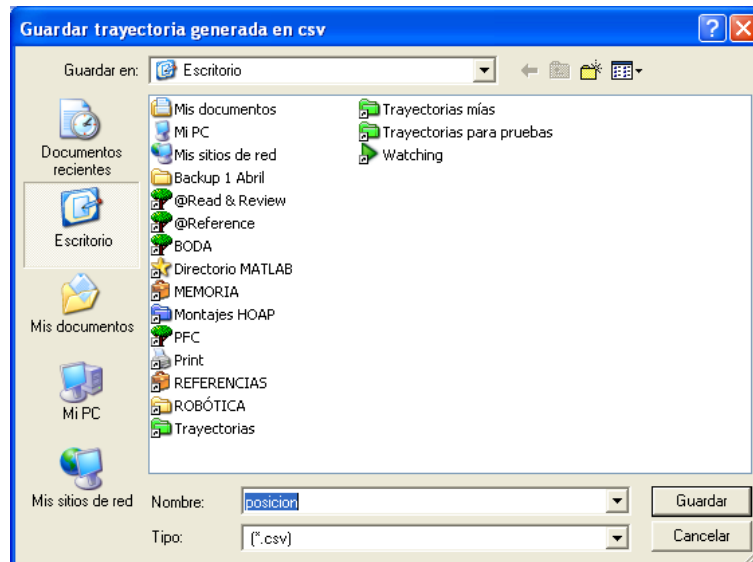 Guardar trayectoria generada en csv
Guardar en: Escritorio
Documentos
recientes
Escritorio
Mis documentos
Mi PC
Mis sitios de red
Mis documentos
Mi PC
Mis sitios de red
Backup 1 Abril
@Read & Review
@Reference
BODA
Directorio MATLAB
MEMORIA
Montajes HOAP
PFC
Print
REFERENCIAS
ROBÓTICA
Trayectorias
Trayectorias mías
Trayectorias para pruebas
Watching
Nombre: posicion Guardar
Tipo: (*.csv) Cancelar